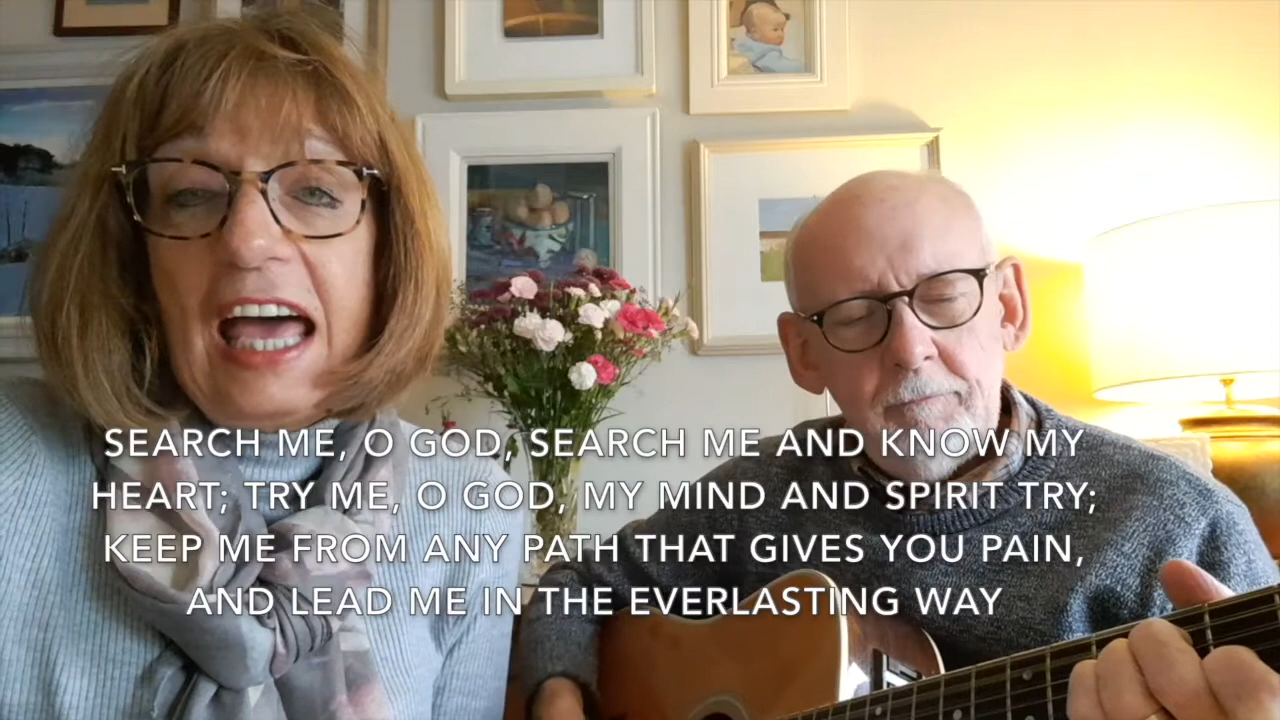 SEARCH ME, O GOD, SEARCH ME AND KNOW MY
HEART; TRY ME, O GOD, MY MIND AND SPIRIT TRY;
KEEP ME FROM ANY PATH THAT GIVES YOU PAIN,
AND LEAD ME IN THE EVERLASTING WAY